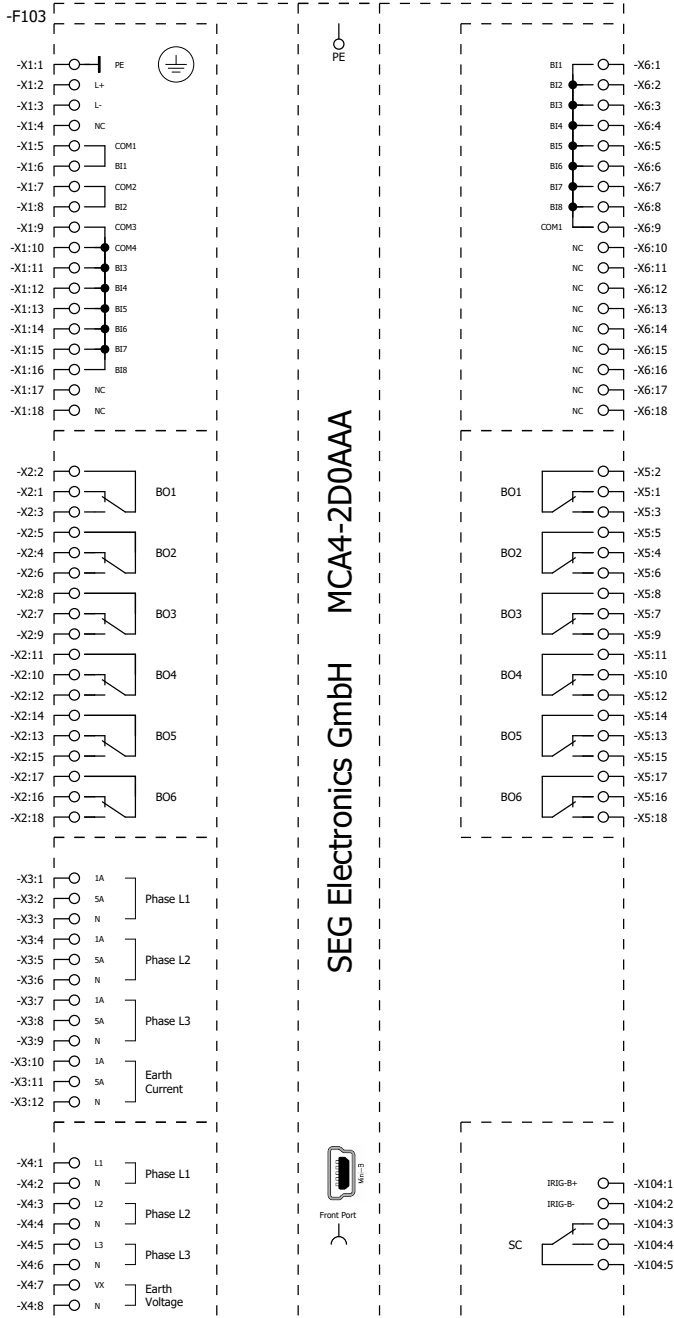 -F103
PE
-X1:1 PE
-X1:2 L+
-X1:3 L-
-X1:4 NC
-X1:5 COM1
-X1:6 BI1
-X1:7 COM2
-X1:8 BI2
-X1:9 COM3
-X1:10 COM4
-X1:11 BI3
-X1:12 BI4
-X1:13 BI5
-X1:14 BI6
-X1:15 BI7
-X1:16 BI8
-X1:17 NC
-X1:18 NC
-X2:2
-X2:1 BO1
-X2:3
-X2:5
-X2:4 BO2
-X2:6
-X2:8
-X2:7 BO3
-X2:9
-X2:11
-X2:10 BO4
-X2:12
-X2:14
-X2:13 BO5
-X2:15
-X2:17
-X2:16 BO6
-X2:18
-X3:1 1A
-X3:2 5A Phase L1
-X3:3 N
-X3:4 1A
-X3:5 5A Phase L2
-X3:6 N
-X3:7 1A
-X3:8 5A Phase L3
-X3:9 N
-X3:10 1A
-X3:11 5A Earth Current
-X3:12 N
-X4:1 L1 Phase L1
-X4:2 N
-X4:3 L2 Phase L2
-X4:4 N
-X4:5 L3 Phase L3
-X4:6 N
-X4:7 VX Earth Voltage
-X4:8 N
SEG Electronics GmbH MCA4-2D0AAA
Mini-B
Front Port
BI1 -X6:1
BI2 -X6:2
BI3 -X6:3
BI4 -X6:4
BI5 -X6:5
BI6 -X6:6
BI7 -X6:7
BI8 -X6:8
COM1 -X6:9
NC -X6:10
NC -X6:11
NC -X6:12
NC -X6:13
NC -X6:14
NC -X6:15
NC -X6:16
NC -X6:17
NC -X6:18
-X5:2
BO1 -X5:1
-X5:3
-X5:5
BO2 -X5:4
-X5:6
-X5:8
BO3 -X5:7
-X5:9
-X5:11
BO4 -X5:10
-X5:12
-X5:14
BO5 -X5:13
-X5:15
-X5:17
BO6 -X5:16
-X5:18
IRIG-B+ -X104:1
IRIG-B- -X104:2
-X104:3
SC -X104:4
-X104:5